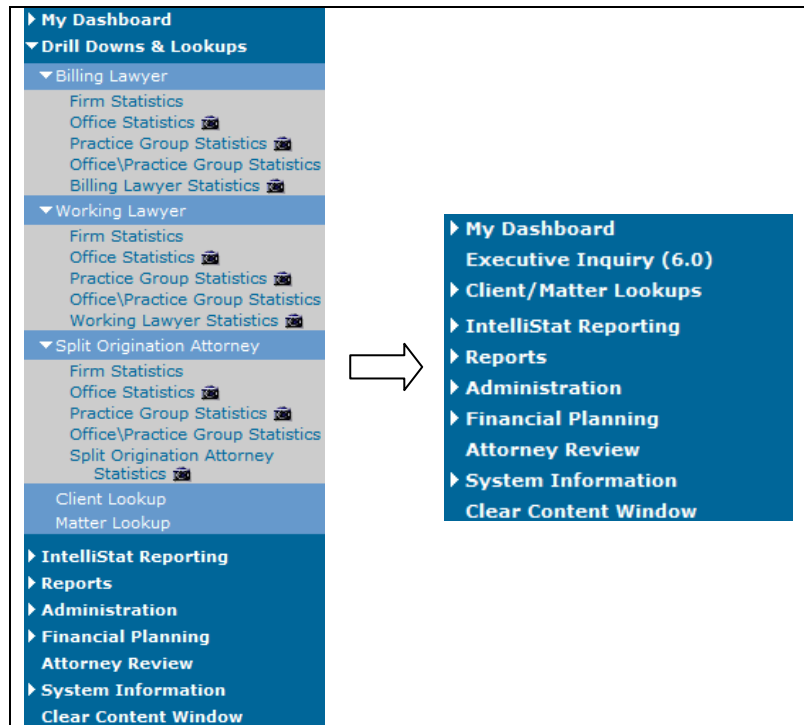 My Dashboard
Drill Downs & Lookups
Billing Lawyer
Firm Statistics
Office Statistics
Practice Group Statistics
Office\Practice Group Statistics
Billing Lawyer Statistics
Working Lawyer
Firm Statistics
Office Statistics
Practice Group Statistics
Office\Practice Group Statistics
Working Lawyer Statistics
Split Origination Attorney
Firm Statistics
Office Statistics
Practice Group Statistics
Office\Practice Group Statistics
Split Origination Attorney
Statistics
Client Lookup
Matter Lookup
IntelliStat Reporting
Reports
Administration
Financial Planning
Attorney Review
System Information
Clear Content Window
My Dashboard
Executive Inquiry (6.0)
Client/Matter Lookups
IntelliStat Reporting
Reports
Administration
Financial Planning
Attorney Review
System Information
Clear Content Window